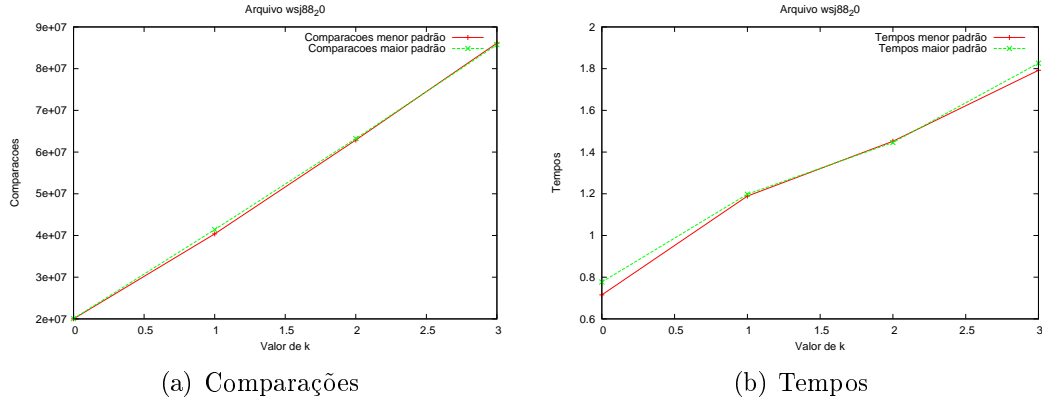 Arquivo wsj88₂0
9e+07
8e+07
7e+07
6e+07
5e+07
4e+07
3e+07
2e+07
Comparacoes
Comparacoes menor padrão
Comparacoes maior padrão
0 0.5 1 1.5 2 2.5 3
Valor de k
(a) Comparações
Arquivo wsj88₂0
2
1.8
1.6
1.4
1.2
1
0.8
0.6
Tempos
Tempos menor padrão
Tempos maior padrão
0 0.5 1 1.5 2 2.5 3
Valor de k
(b) Tempos